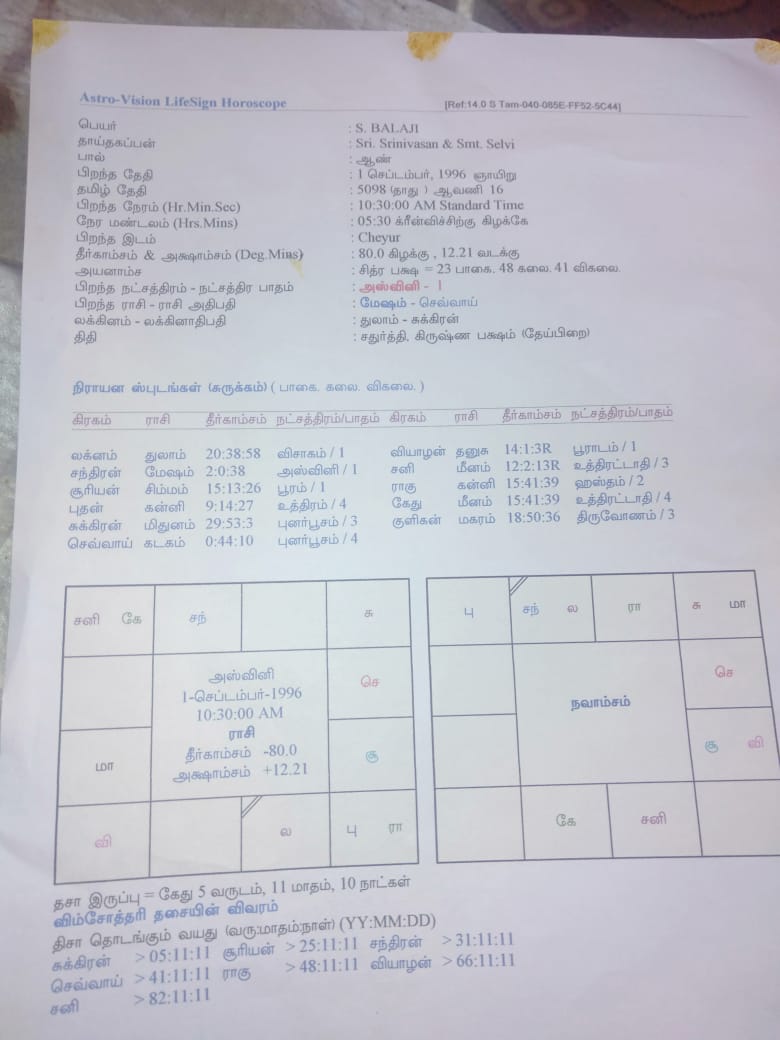 Astro-Vision LifeSign Horoscope [Ref:14.0 S Tam-040-085E-FF52-5C44]
பெயர் : S. BALAJI
தாய்தகப்பன் : Sri. Srinivasan & Smt. Selvi
பால் : ஆண்
பிறந்த தேதி : 1 செப்டம்பர், 1996 ஞாயிறு
தமிழ் தேதி : 5098 (தாது ) ஆவணி 16
பிறந்த நேரம் (Hr.Min.Sec) : 10:30:00 AM Standard Time
நேர மண்டலம் (Hrs.Mins) : 05:30 க்ரீன்விச்சிற்கு கிழக்கே
பிறந்த இடம் : Cheyur
தீர்காம்சம் & அக்ஷாம்சம் (Deg.Mins) : 80.0 கிழக்கு , 12.21 வடக்கு
அயனாம்ச : சித்ர பக்ஷ = 23 பாகை. 48 கலை. 41 விகலை.
பிறந்த நட்சத்திரம் - நட்சத்திர பாதம் : அஸ்வினி - 1
பிறந்த ராசி - ராசி அதிபதி : மேஷம் - செவ்வாய்
லக்கினம் - லக்கினாதிபதி : துலாம் - சுக்கிரன்
திதி : சதுர்த்தி, கிருஷ்ண பக்ஷம் (தேய்பிறை)
நிராயன ஸ்புடங்கள் (சுருக்கம்) ( பாகை. கலை. விகலை. )
கிரகம் ராசி தீர்காம்சம் நட்சத்திரம்/பாதம் கிரகம் ராசி தீர்காம்சம் நட்சத்திரம்/பாதம்
லக்னம் துலாம் 20:38:58 விசாகம் / 1 வியாழன் தனுசு 14:1:3R பூராடம் / 1
சந்திரன் மேஷம் 2:0:38 அஸ்வினி / 1 சனி மீனம் 12:2:13R உத்திரட்டாதி / 3
சூரியன் சிம்மம் 15:13:26 பூரம் / 1 ராகு கன்னி 15:41:39 ஹஸ்தம் / 2
புதன் கன்னி 9:14:27 உத்திரம் / 4 கேது மீனம் 15:41:39 உத்திரட்டாதி / 4
சுக்கிரன் மிதுனம் 29:53:3 புனர்பூசம் / 3 குளிகன் மகரம் 18:50:36 திருவோணம் / 3
செவ்வாய் கடகம் 0:44:10 புனர்பூசம் / 4
சனி கே சந் சு
செ
சூ
பு ரா
ல
வி
மா
அஸ்வினி
1-செப்டம்பர்-1996
10:30:00 AM
ராசி
தீர்காம்சம் -80.0
அக்ஷாம்சம் +12.21
பு சந் ல ரா சு மா
செ
சூ வி
நவாம்சம்
கே சனி
தசா இருப்பு = கேது 5 வருடம், 11 மாதம், 10 நாட்கள்
விம்சோத்தரி தசையின் விவரம்
திசா தொடங்கும் வயது (வரு:மாதம்:நாள்) (YY:MM:DD)
சுக்கிரன் > 05:11:11 சூரியன் > 25:11:11 சந்திரன் > 31:11:11
செவ்வாய் > 41:11:11 ராகு > 48:11:11 வியாழன் > 66:11:11
சனி > 82:11:11